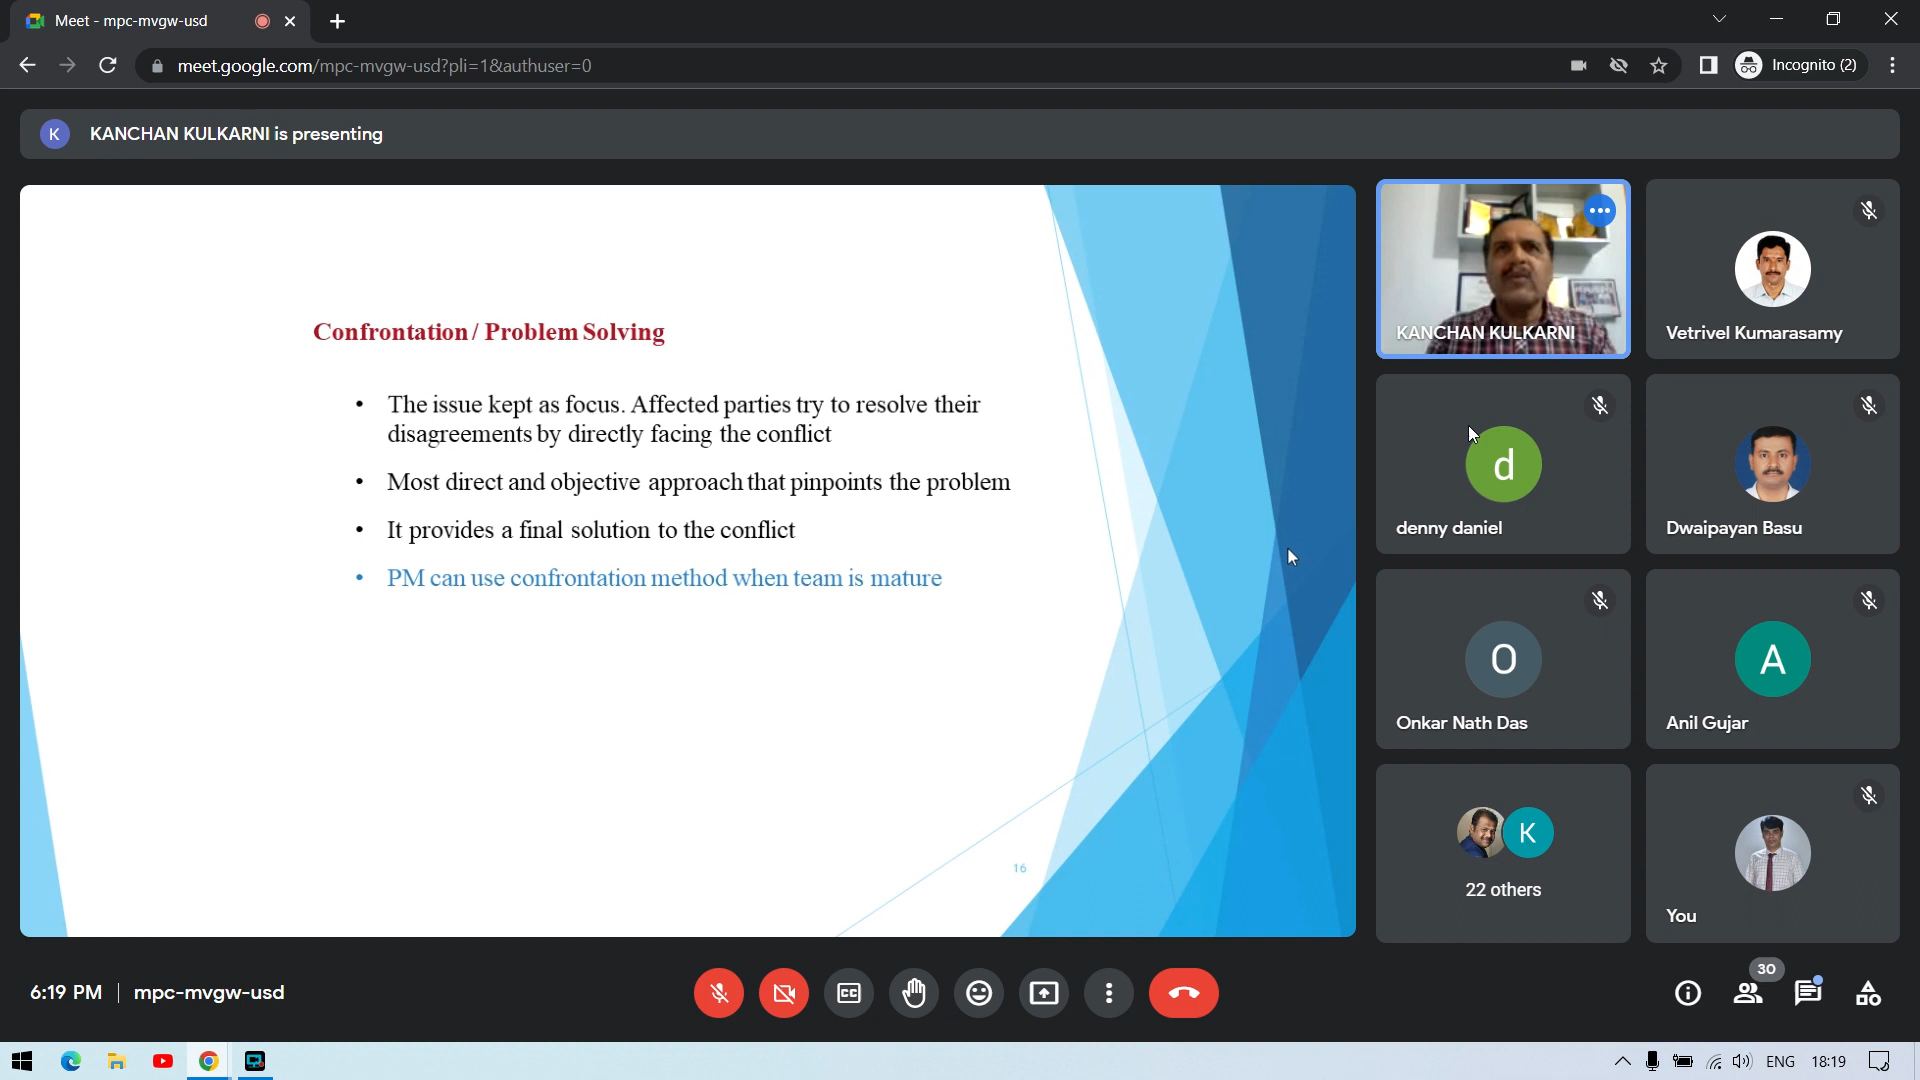 Meet - mpc-mvgw-usd
meet.google.com/mpc-mvgw-usd?pli=1&authuser=0
Incognito (2)
K
KANCHAN KULKARNI is presenting
Confrontation / Problem Solving
• The issue kept as focus. Affected parties try to resolve their
disagreements by directly facing the conflict
• Most direct and objective approach that pinpoints the problem
• It provides a final solution to the conflict
• PM can use confrontation method when team is mature
16
KANCHAN KULKARNI
Vetrivel Kumarasamy
d
denny daniel
Dwaipayan Basu
O
Onkar Nath Das
A
Anil Gujar
K
22 others
You
6:19 PM | mpc-mvgw-usd
CC
30
ENG
18:19